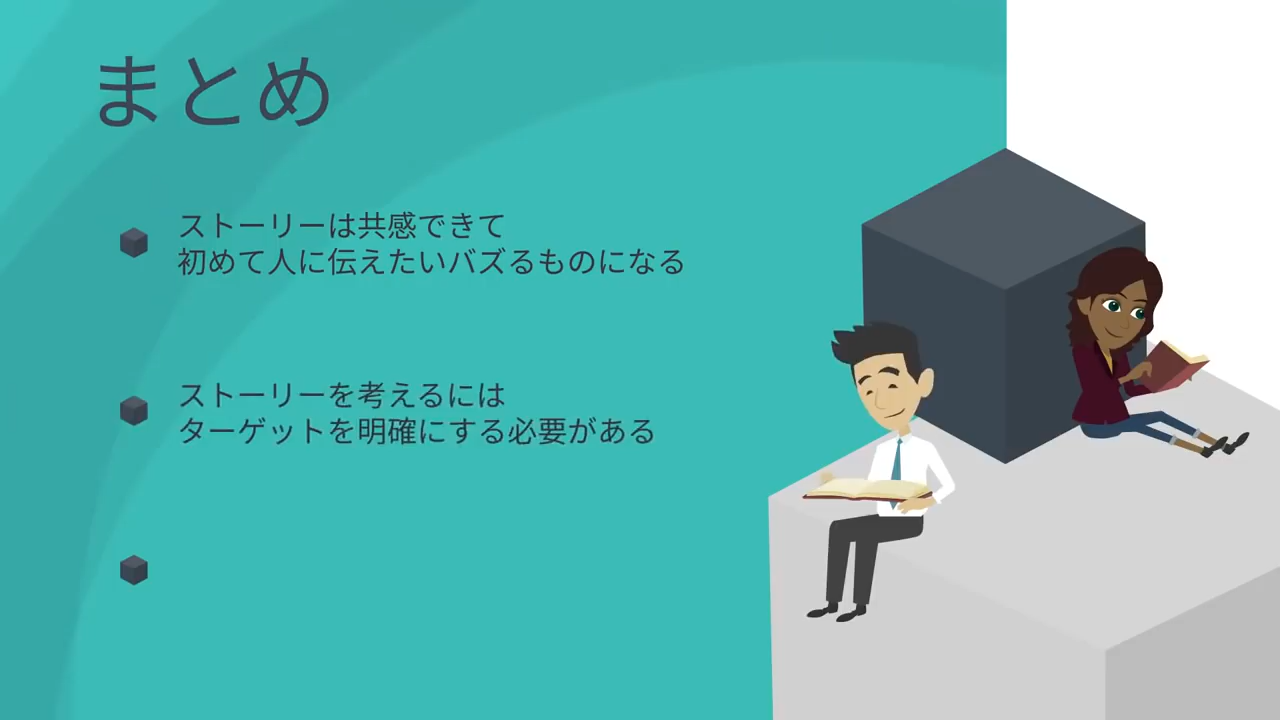 まとめ
ストーリーは共感できて
初めて人に伝えたいバズるものになる
ストーリーを考えるには
ターゲットを明確にする必要がある